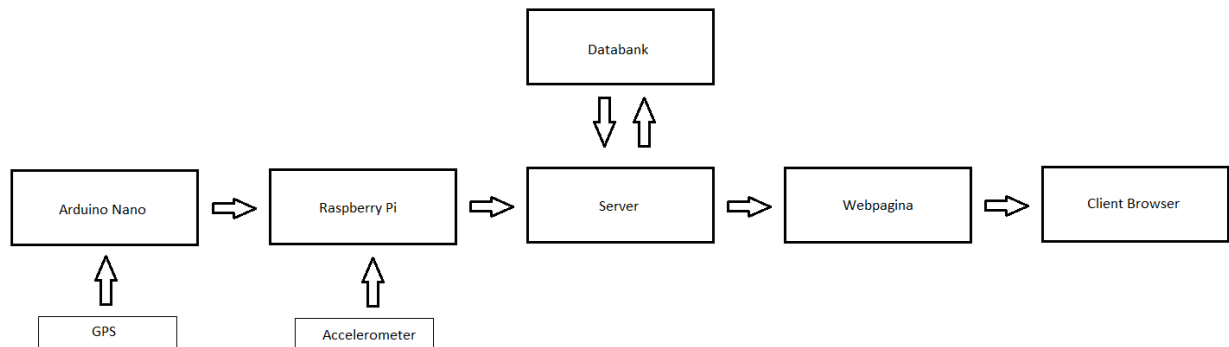 Databank
Arduino Nano
Raspberry Pi
Server
Webpagina
Client Browser
GPS
Accelerometer